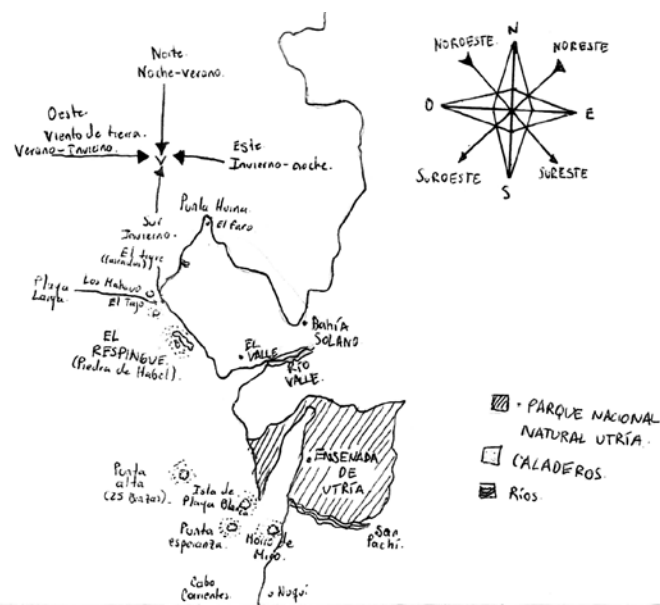 Norte
Noche-verano.
Oeste
Viento de tierra.
Verano-Invierno.
Este
Invierno-noche.
Sur
Invierno.
N
NOROESTE
NORESTE
O
E
SUROESTE
SURESTE
S
Punta Huina.
El Faro
El tigre
Playa
Larga.
El Tajo
EL
RESPINGUE.
(Piedra de Habel).
EL
VALLE.
RÍO
VALLE.
Bahía
SOLANO
ENSENADA
DE
UTRÍA.
Punta
alta
(25 Brazas).
Isla de
Playa Blanca.
Punta
esperanza.
Morro de
Mico.
San
Pachí.
Cabo
Corrientes.
Nuquí
PARQUE NACIONAL
NATURAL UTRÍA.
CALADEROS.
RÍOS.